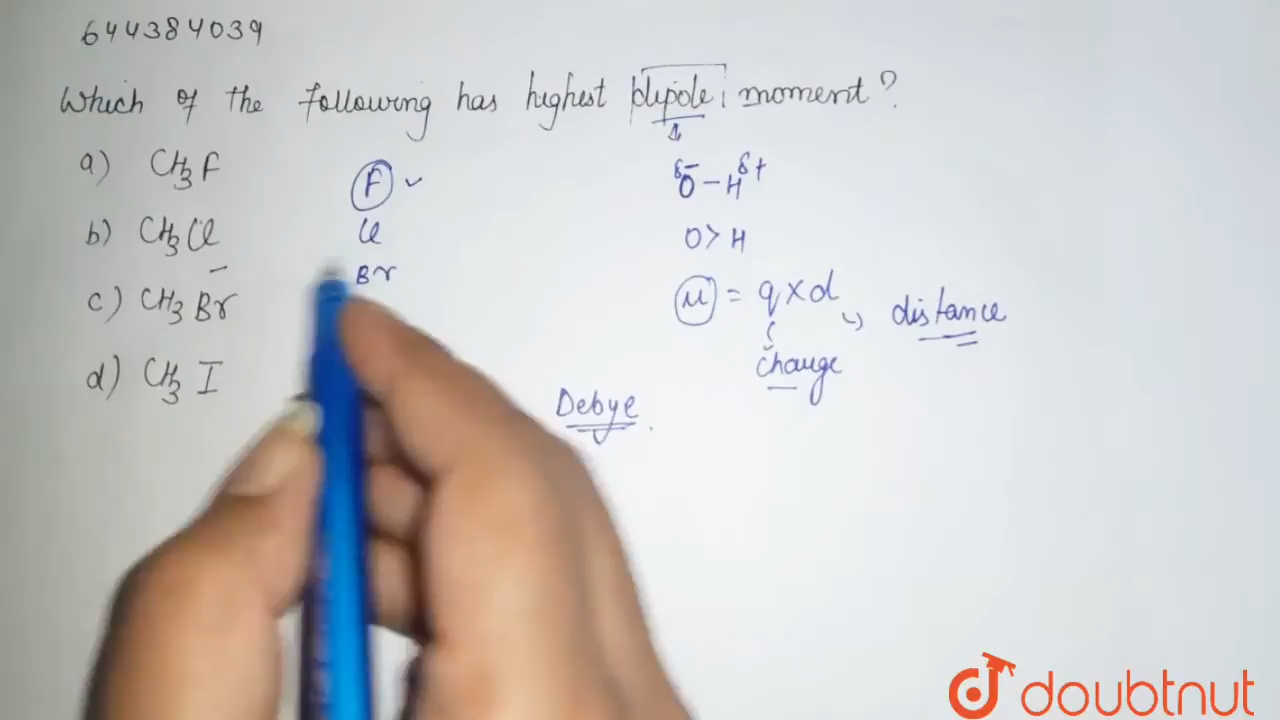 644384039
Which of the following has highest dipole moment?
a) CH3F
b) CH3Cl
c) CH3Br
d) CH3I
F ✓
Cl
Br
δ- δ+
O - H
O > H
μ = q x d
distance
charge
Debye
doubtnut